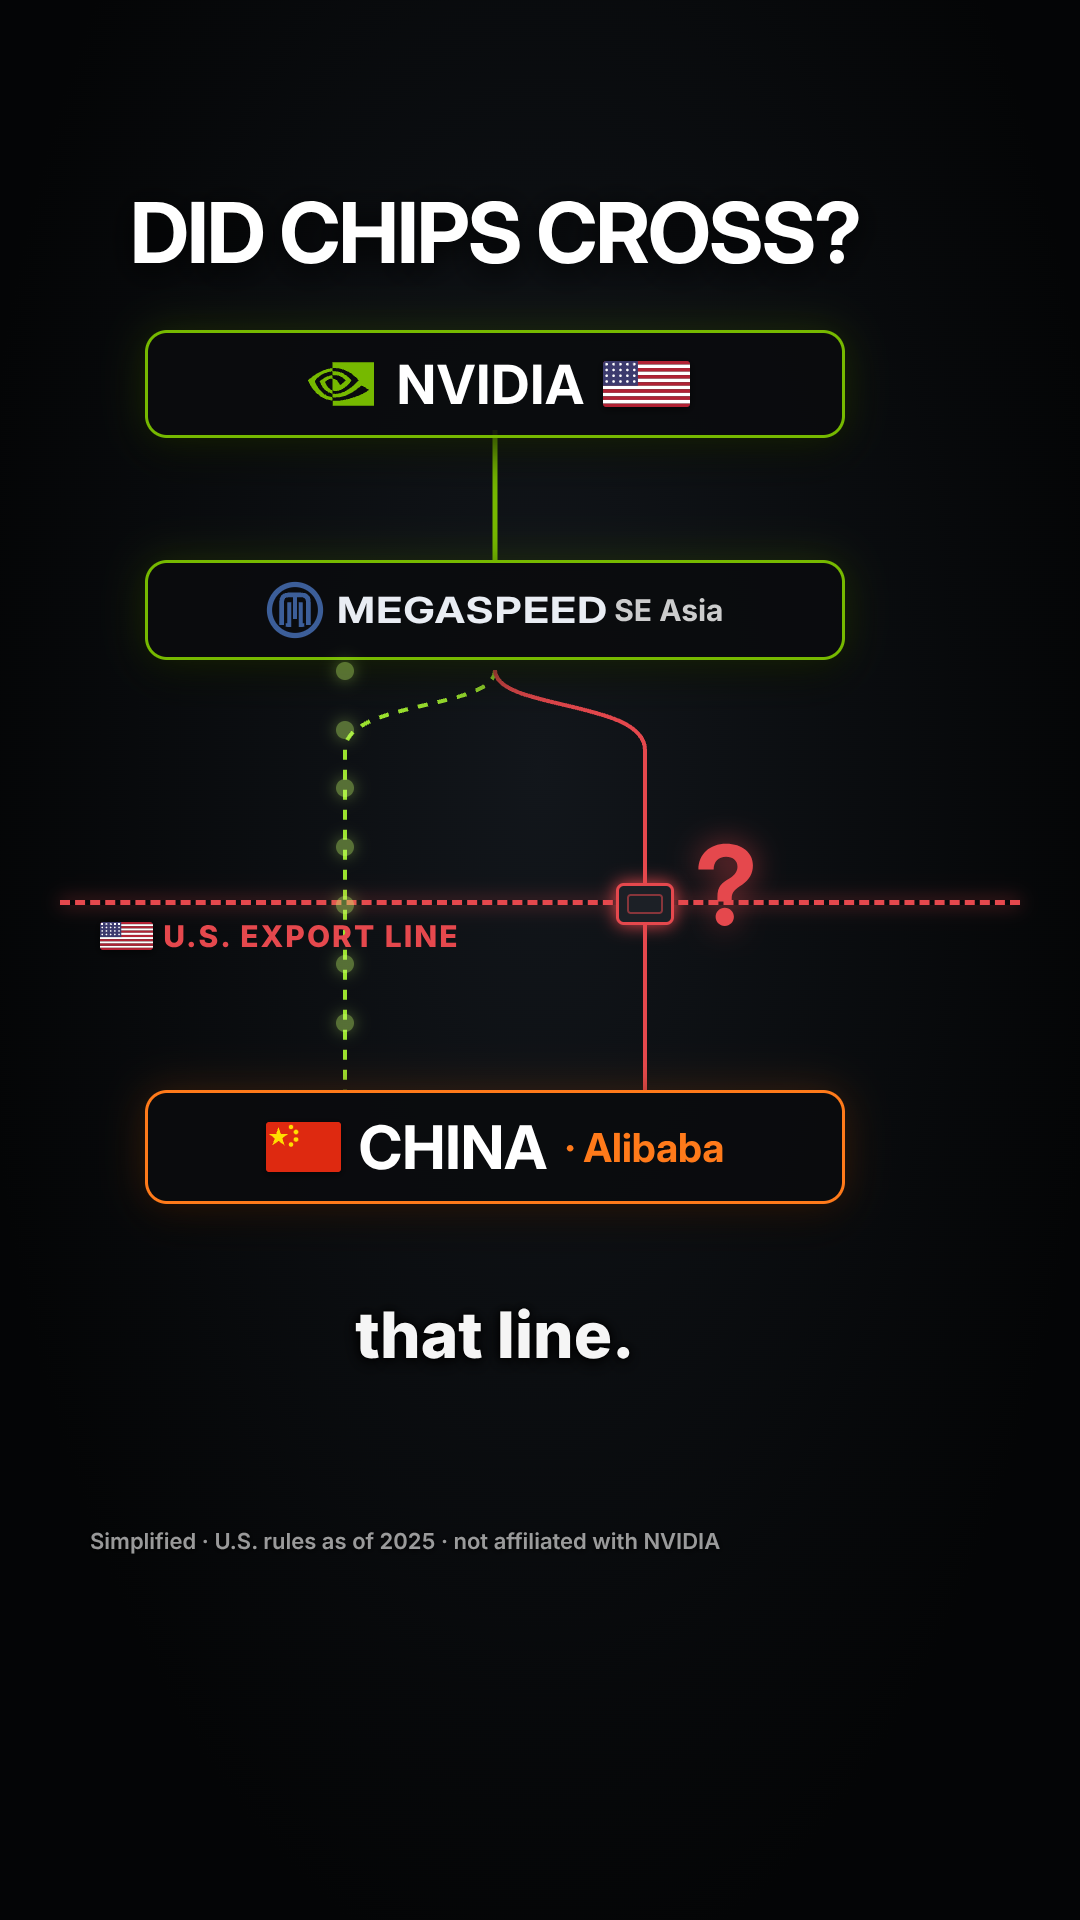 DID CHIPS CROSS?
NVIDIA
MEGASPEED SE Asia
?
U.S. EXPORT LINE
CHINA · Alibaba
that line.
Simplified · U.S. rules as of 2025 · not affiliated with NVIDIA